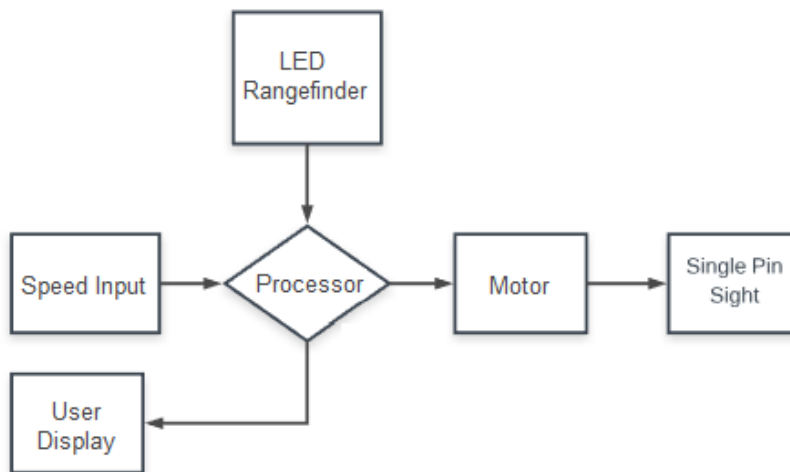 LED
Rangefinder
Speed Input
Processor
Motor
Single Pin
Sight
User
Display